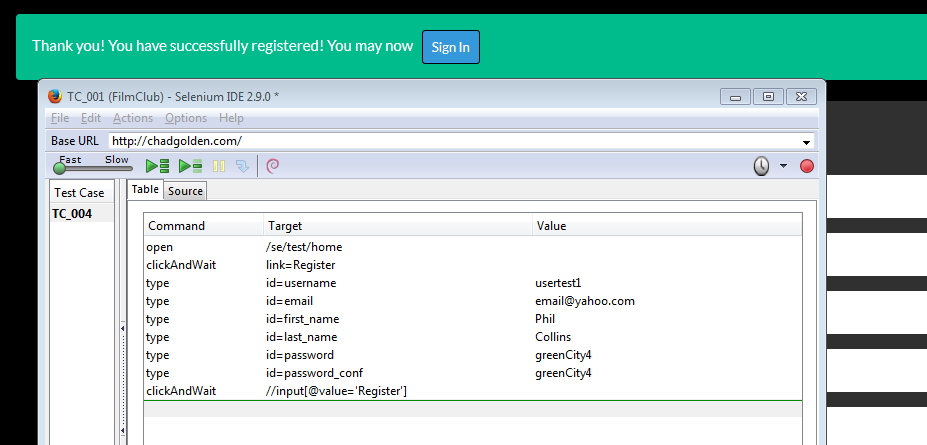 Thank you! You have successfully registered! You may now Sign In
TC_001 (FilmClub) - Selenium IDE 2.9.0 *
File Edit Actions Options Help
Base URL http://chadgolden.com/
Fast Slow
Test Case Table Source
TC_004
Command Target Value
open /se/test/home
clickAndWait link=Register
type id=username usertest1
type id=email email@yahoo.com
type id=first_name Phil
type id=last_name Collins
type id=password greenCity4
type id=password_conf greenCity4
clickAndWait //input[@value='Register']